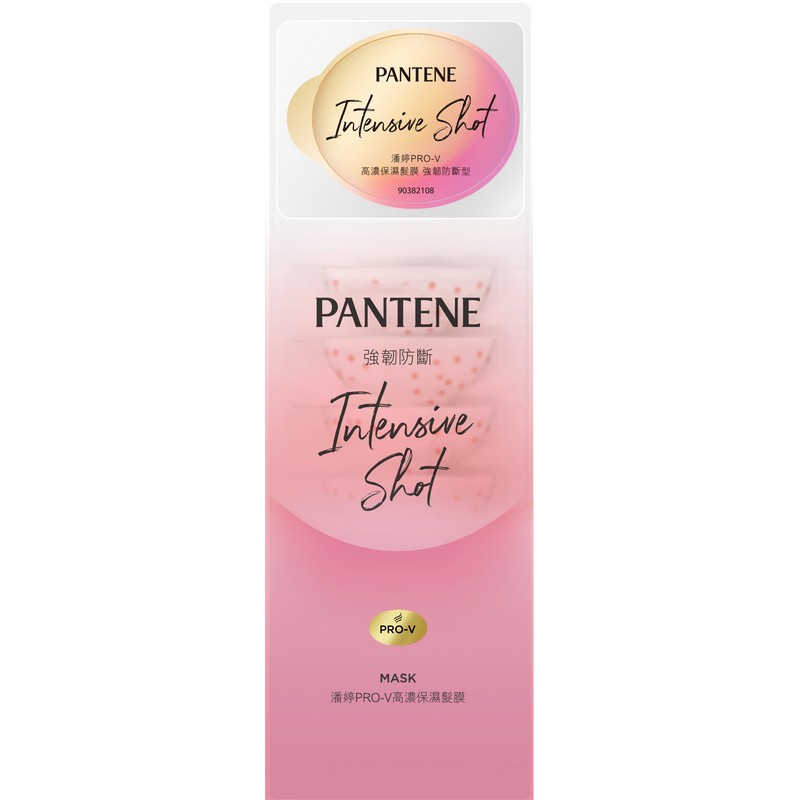 PANTENE
Intensive Shot
潘婷PRO-V
高濃保濕髮膜 強韌防斷型
90382108
PANTENE
強韌防斷
Intensive
Shot
PRO-V
MASK
潘婷PRO-V高濃保濕髮膜